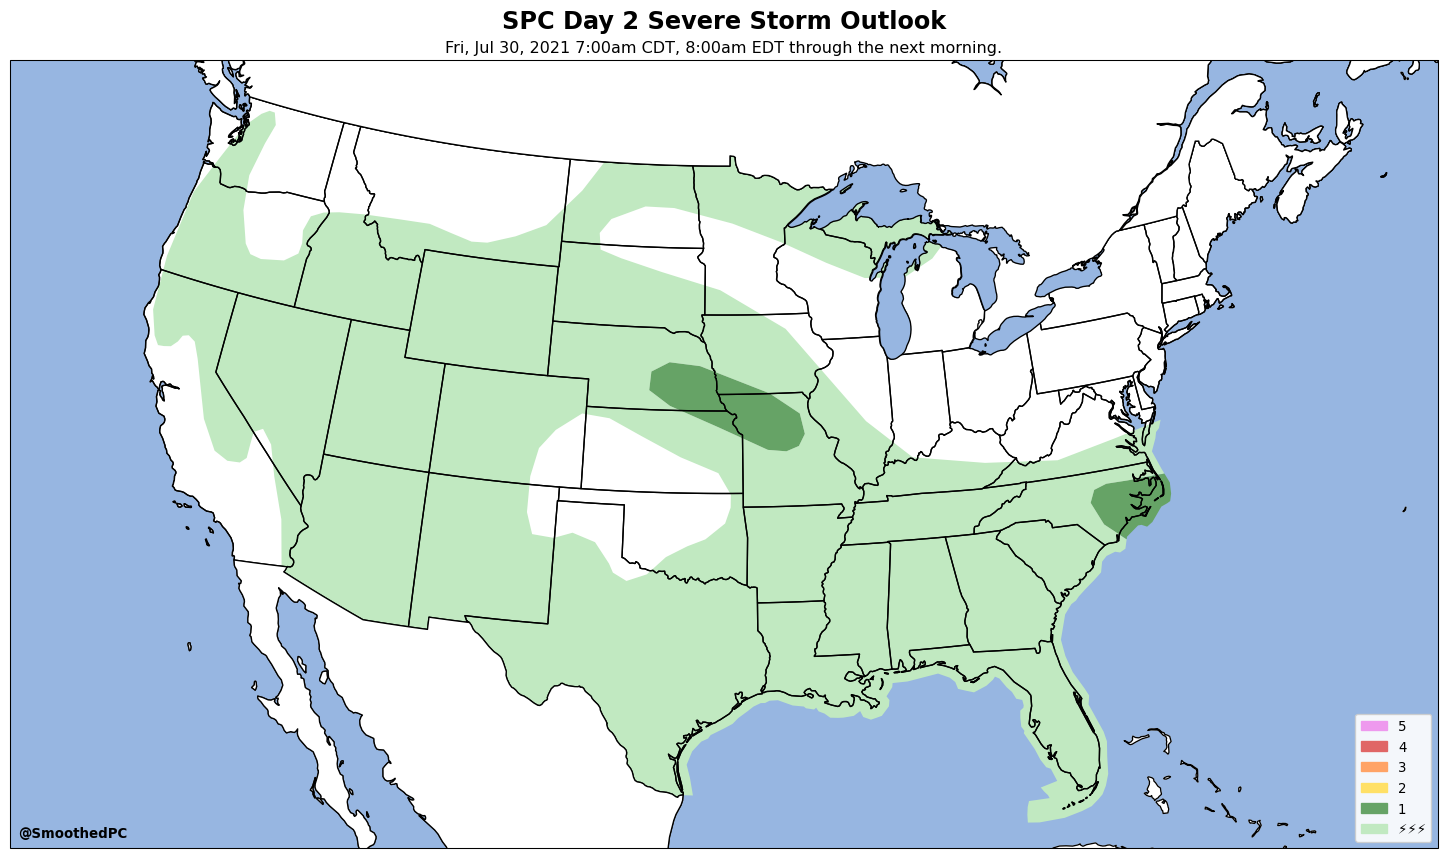 SPC Day 2 Severe Storm Outlook
Fri, Jul 30, 2021 7:00am CDT, 8:00am EDT through the next morning.
5
4
3
2
1
⚡⚡⚡
@SmoothedPC